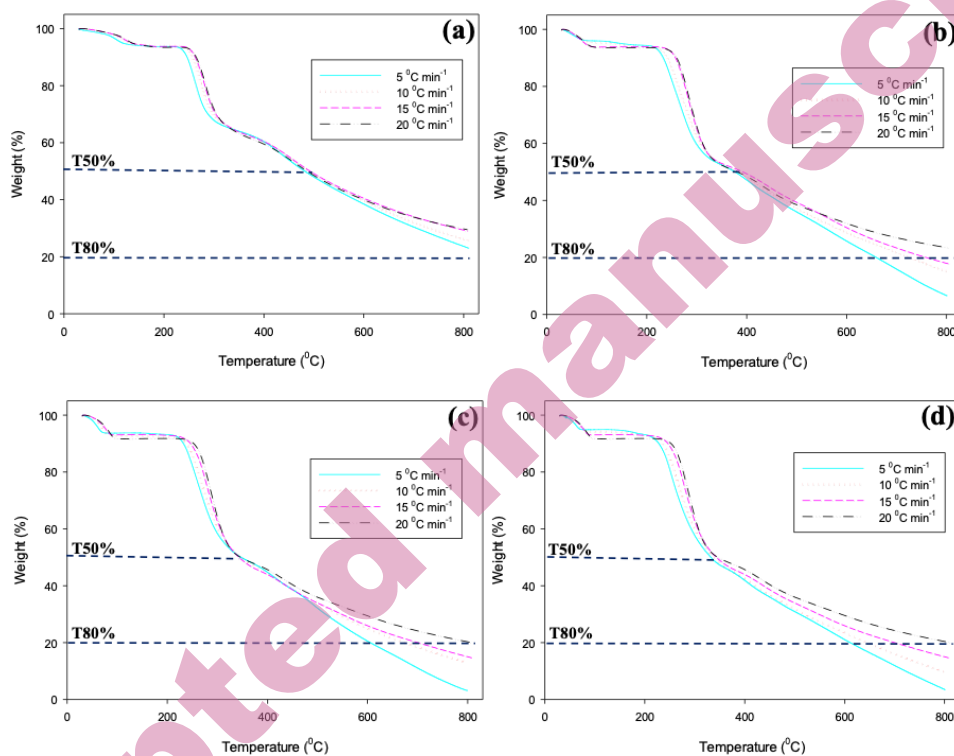 (a)
100
80
60
40
20
0
Weight (%)
5 ⁰C min⁻¹
10 ⁰C min⁻¹
15 ⁰C min⁻¹
20 ⁰C min⁻¹
T50%
T80%
0 200 400 600 800
Temperature (⁰C)
(b)
100
80
60
40
20
0
Weight (%)
5 ⁰C min⁻¹
10 ⁰C min⁻¹
15 ⁰C min⁻¹
20 ⁰C min⁻¹
T50%
T80%
0 200 400 600 800
Temperature (⁰C)
(c)
100
80
60
40
20
0
Weight (%)
5 ⁰C min⁻¹
10 ⁰C min⁻¹
15 ⁰C min⁻¹
20 ⁰C min⁻¹
T50%
T80%
0 200 400 600 800
Temperature (⁰C)
(d)
100
80
60
40
20
0
Weight (%)
5 ⁰C min⁻¹
10 ⁰C min⁻¹
15 ⁰C min⁻¹
20 ⁰C min⁻¹
T50%
T80%
0 200 400 600 800
Temperature (⁰C)
pted manusc